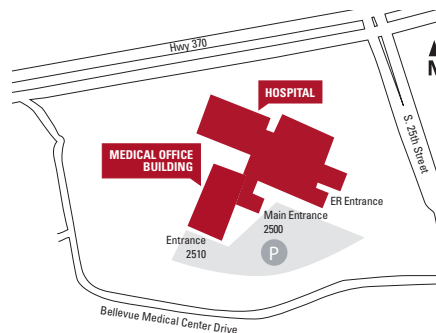 Hwy 370
N
HOSPITAL
S. 25th Street
MEDICAL OFFICE
BUILDING
ER Entrance
Main Entrance
2500
Entrance
2510
P
Bellevue Medical Center Drive